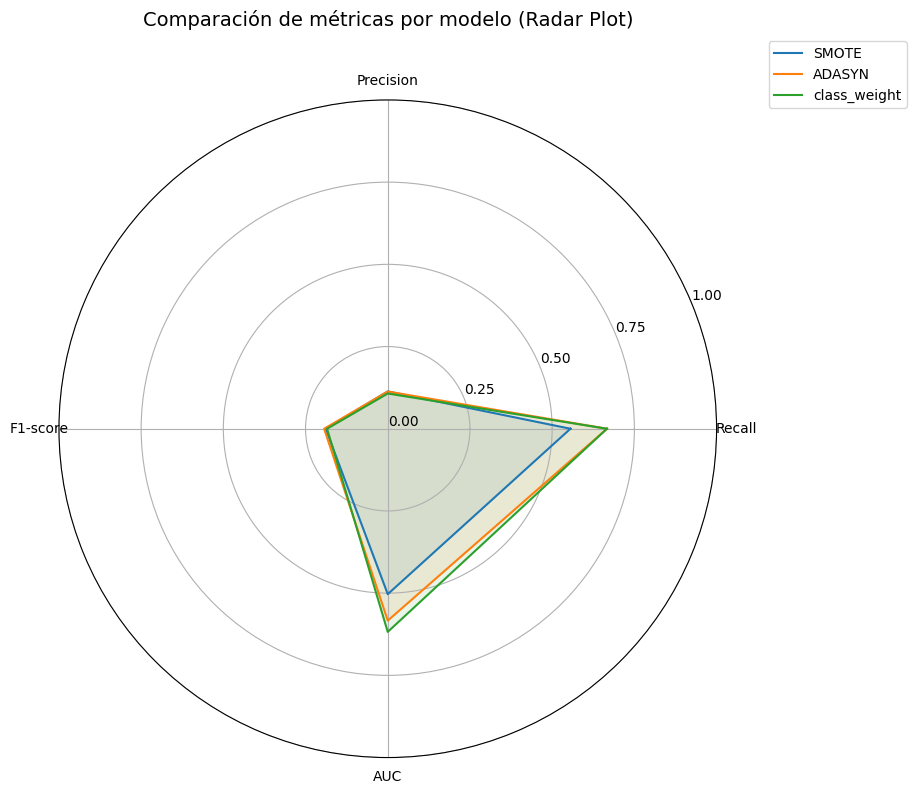 Comparación de métricas por modelo (Radar Plot)
SMOTE
ADASYN
class_weight
Precision
1.00
0.75
0.50
0.25
0.00
F1-score
Recall
AUC